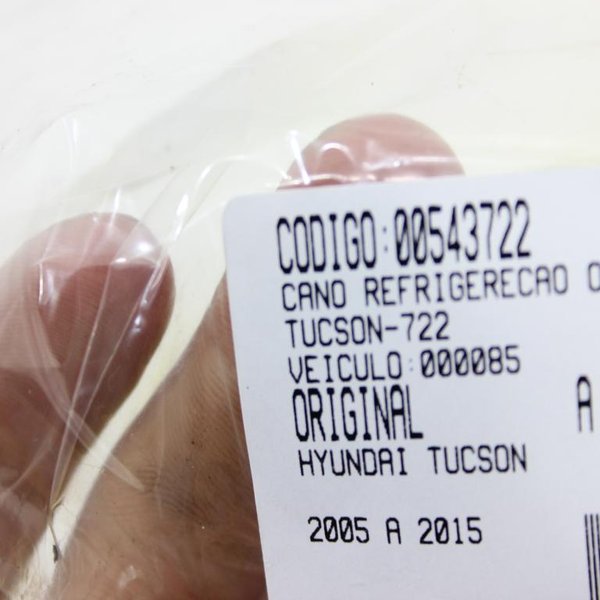 CODIGO:00543722
CANO REFRIGERECAO
TUCSON-722
VEICULO:000085
ORIGINAL A
HYUNDAI TUCSON
2005 A 2015